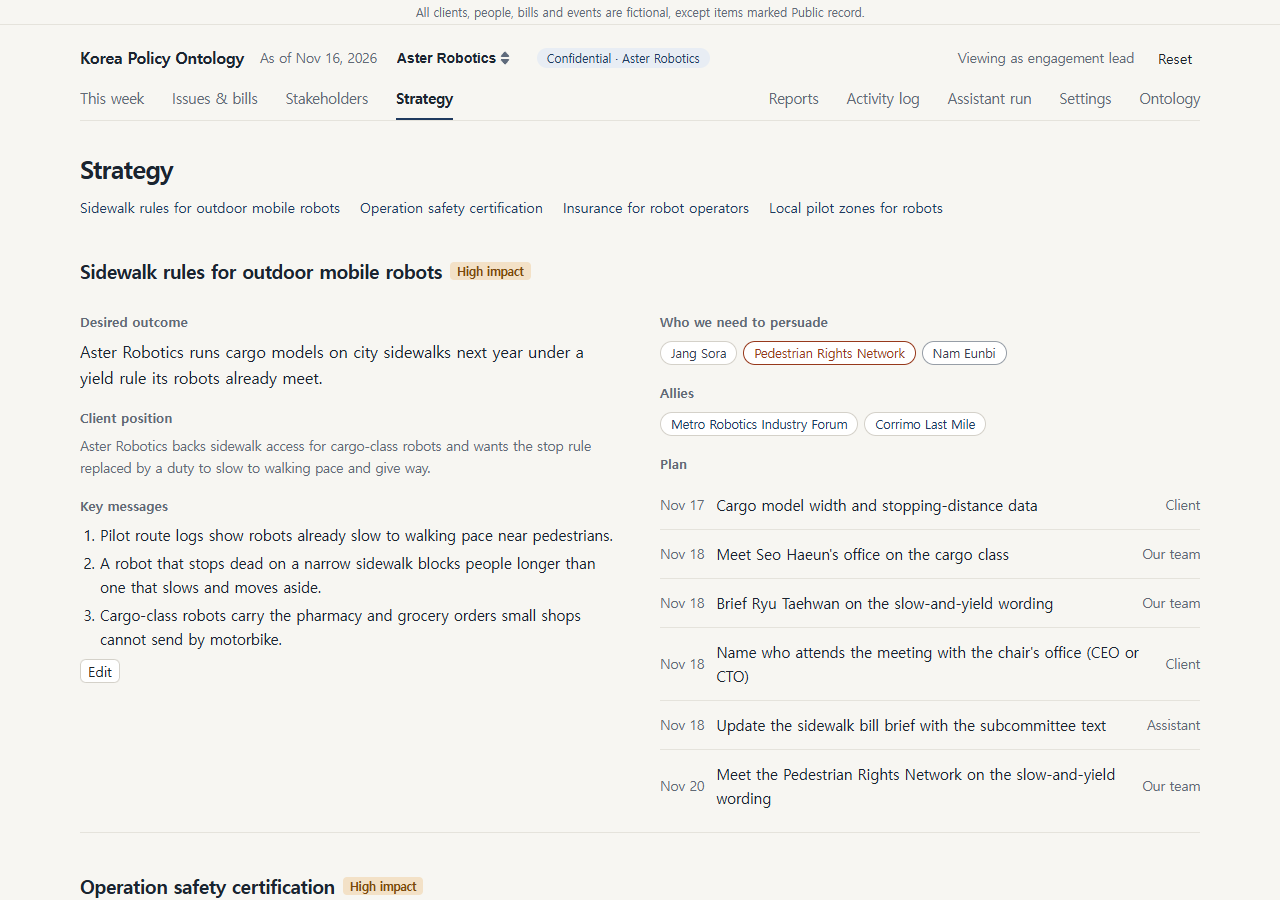 All clients, people, bills and events are fictional, except items marked Public record.
Korea Policy Ontology As of Nov 16, 2026 Aster Robotics Confidential · Aster Robotics Viewing as engagement lead Reset
This week Issues & bills Stakeholders Strategy Reports Activity log Assistant run Settings Ontology
Strategy
Sidewalk rules for outdoor mobile robots Operation safety certification Insurance for robot operators Local pilot zones for robots
Sidewalk rules for outdoor mobile robots High impact
Desired outcome
Aster Robotics runs cargo models on city sidewalks next year under a
yield rule its robots already meet.
Client position
Aster Robotics backs sidewalk access for cargo-class robots and wants the stop rule
replaced by a duty to slow to walking pace and give way.
Key messages
1. Pilot route logs show robots already slow to walking pace near pedestrians.
2. A robot that stops dead on a narrow sidewalk blocks people longer than
one that slows and moves aside.
3. Cargo-class robots carry the pharmacy and grocery orders small shops
cannot send by motorbike.
Edit
Who we need to persuade
Jang Sora Pedestrian Rights Network Nam Eunbi
Allies
Metro Robotics Industry Forum Corrimo Last Mile
Plan
Nov 17 Cargo model width and stopping-distance data Client
Nov 18 Meet Seo Haeun's office on the cargo class Our team
Nov 18 Brief Ryu Taehwan on the slow-and-yield wording Our team
Nov 18 Name who attends the meeting with the chair's office (CEO or
CTO) Client
Nov 18 Update the sidewalk bill brief with the subcommittee text Assistant
Nov 20 Meet the Pedestrian Rights Network on the slow-and-yield
wording Our team
Operation safety certification High impact